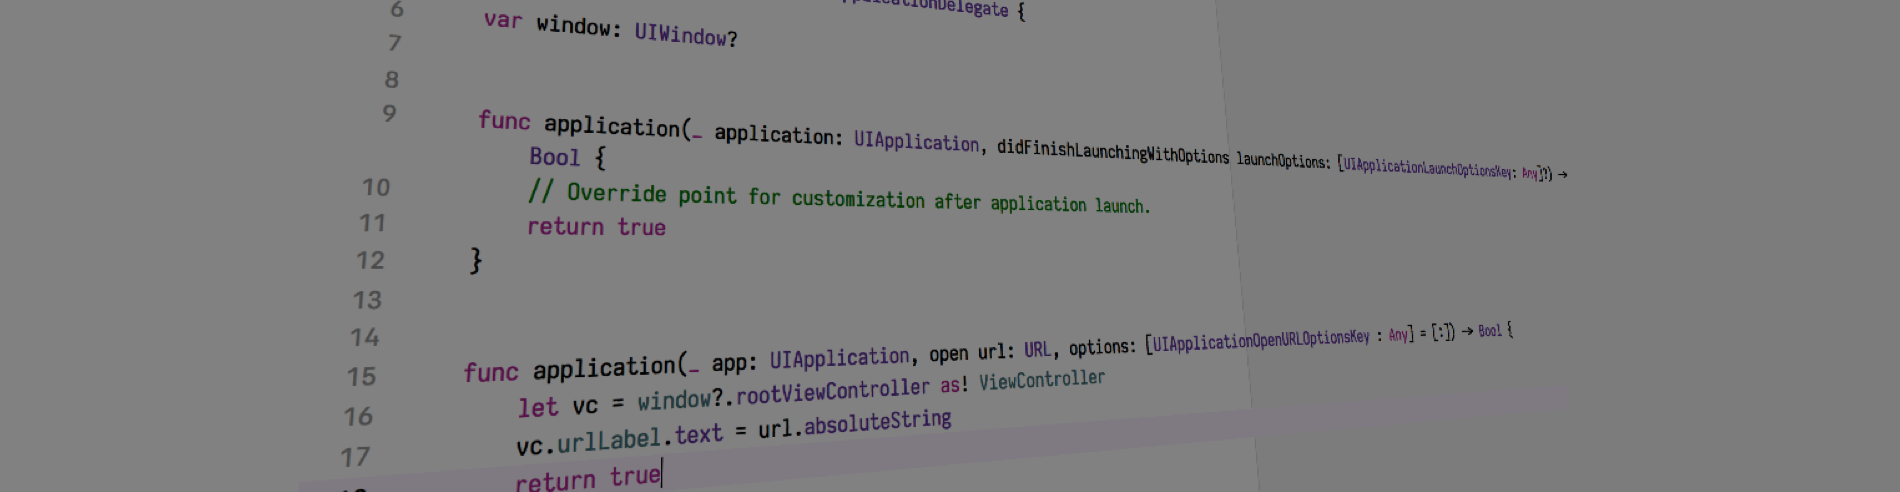 6
var window: UIWindow?
7
8
9
func application(_ application: UIApplication, didFinishLaunchingWithOptions launchOptions: [UIApplicationLaunchOptionsKey: Any]?) →
Bool {
10 // Override point for customization after application launch.
11 return true
12 }
13
14
15 func application(_ app: UIApplication, open url: URL, options: [UIApplicationOpenURLOptionsKey : Any] = [:]) → Bool {
16 let vc = window?.rootViewController as! ViewController
17 vc.urlLabel.text = url.absoluteString
return true